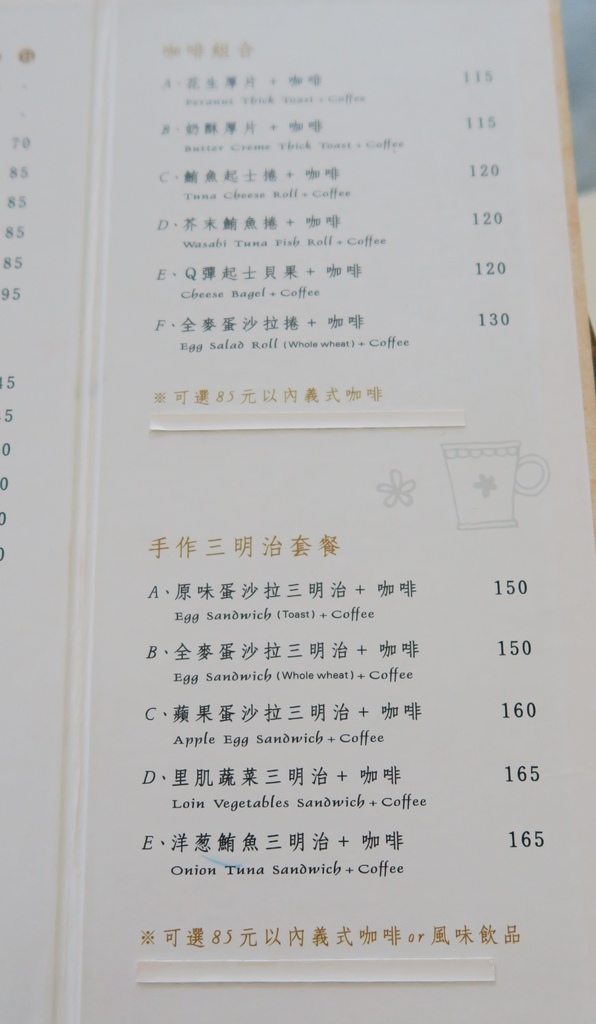 70
85
85
85
85
95
咖啡組合
A、花生厚片 + 咖啡 115
Peranut Thick Toast + Coffee
B、奶酥厚片 + 咖啡 115
Butter Creme Thick Toast + Coffee
C、鮪魚起士捲 + 咖啡 120
Tuna Cheese Roll + Coffee
D、芥末鮪魚捲 + 咖啡 120
Wasabi Tuna Fish Roll + Coffee
E、Q彈起士貝果 + 咖啡 120
Cheese Bagel + Coffee
F、全麥蛋沙拉捲 + 咖啡 130
Egg Salad Roll (Whole wheat) + Coffee
※可選85元以內義式咖啡
手作三明治套餐
A、原味蛋沙拉三明治 + 咖啡 150
Egg Sandwich (Toast) + Coffee
B、全麥蛋沙拉三明治 + 咖啡 150
Egg Sandwich (Whole wheat) + Coffee
C、蘋果蛋沙拉三明治 + 咖啡 160
Apple Egg Sandwich + Coffee
D、里肌蔬菜三明治 + 咖啡 165
Loin Vegetables Sandwich + Coffee
E、洋葱鮪魚三明治 + 咖啡 165
Onion Tuna Sandwich + Coffee
※可選85元以內義式咖啡or風味飲品